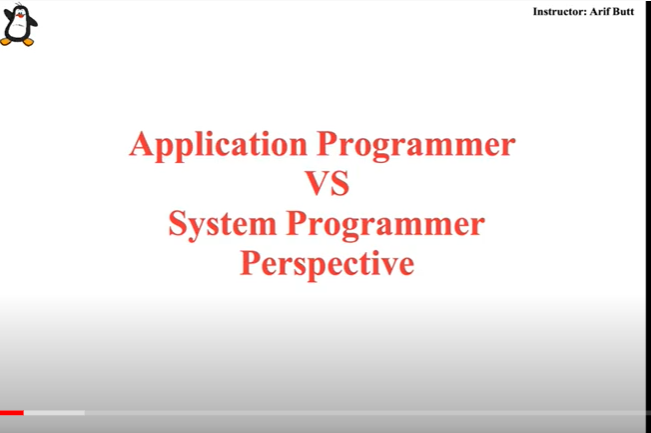 Instructor: Arif Butt
Application Programmer
VS
System Programmer
Perspective